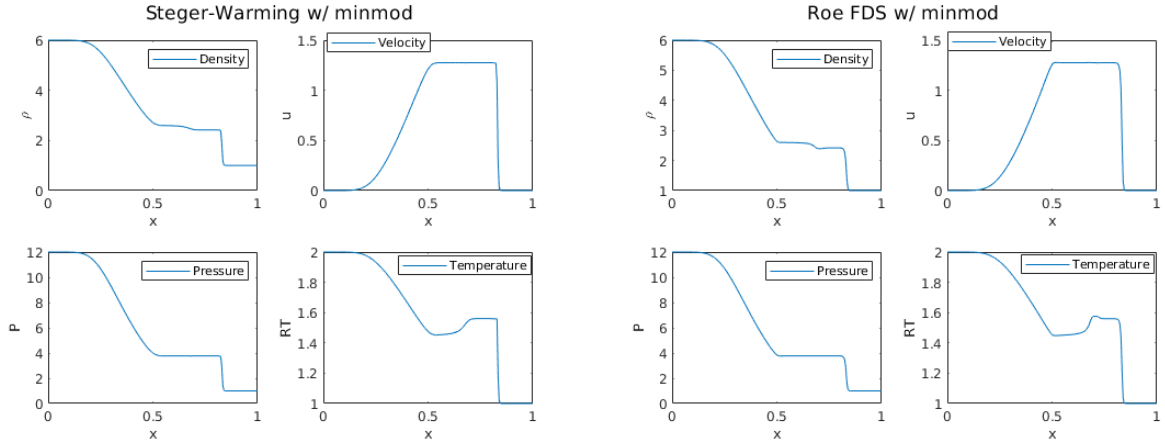 Steger-Warming w/ minmod
Roe FDS w/ minmod
6
4
2
0
ρ
Density
0
0.5
1
x
1.5
1
0.5
0
u
Velocity
0
0.5
1
x
6
5
4
3
2
1
ρ
Density
0
0.5
1
x
1.5
1
0.5
0
u
Velocity
0
0.5
1
x
12
10
8
6
4
2
0
P
Pressure
0
0.5
1
x
2
1.8
1.6
1.4
1.2
1
RT
Temperature
0
0.5
1
x
12
10
8
6
4
2
0
P
Pressure
0
0.5
1
x
2
1.8
1.6
1.4
1.2
1
RT
Temperature
0
0.5
1
x